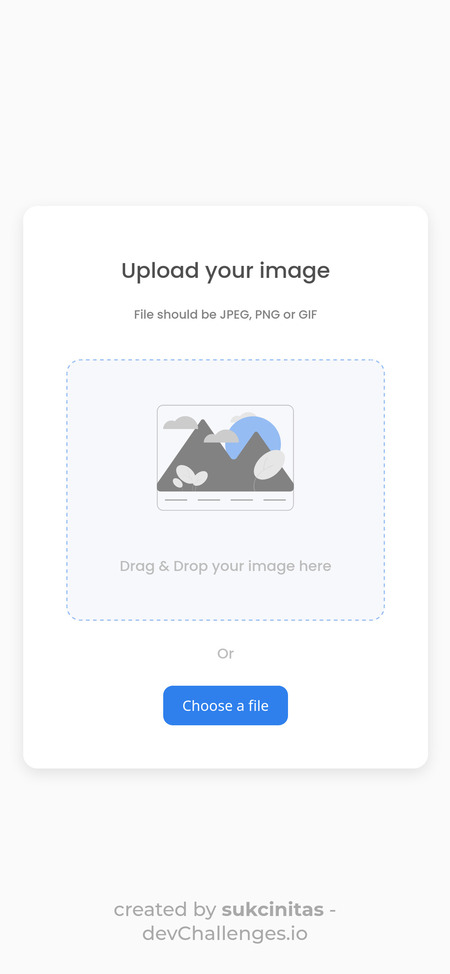 Upload your image
File should be JPEG, PNG or GIF
Drag & Drop your image here
Or
Choose a file
created by sukcinitas -
devChallenges.io